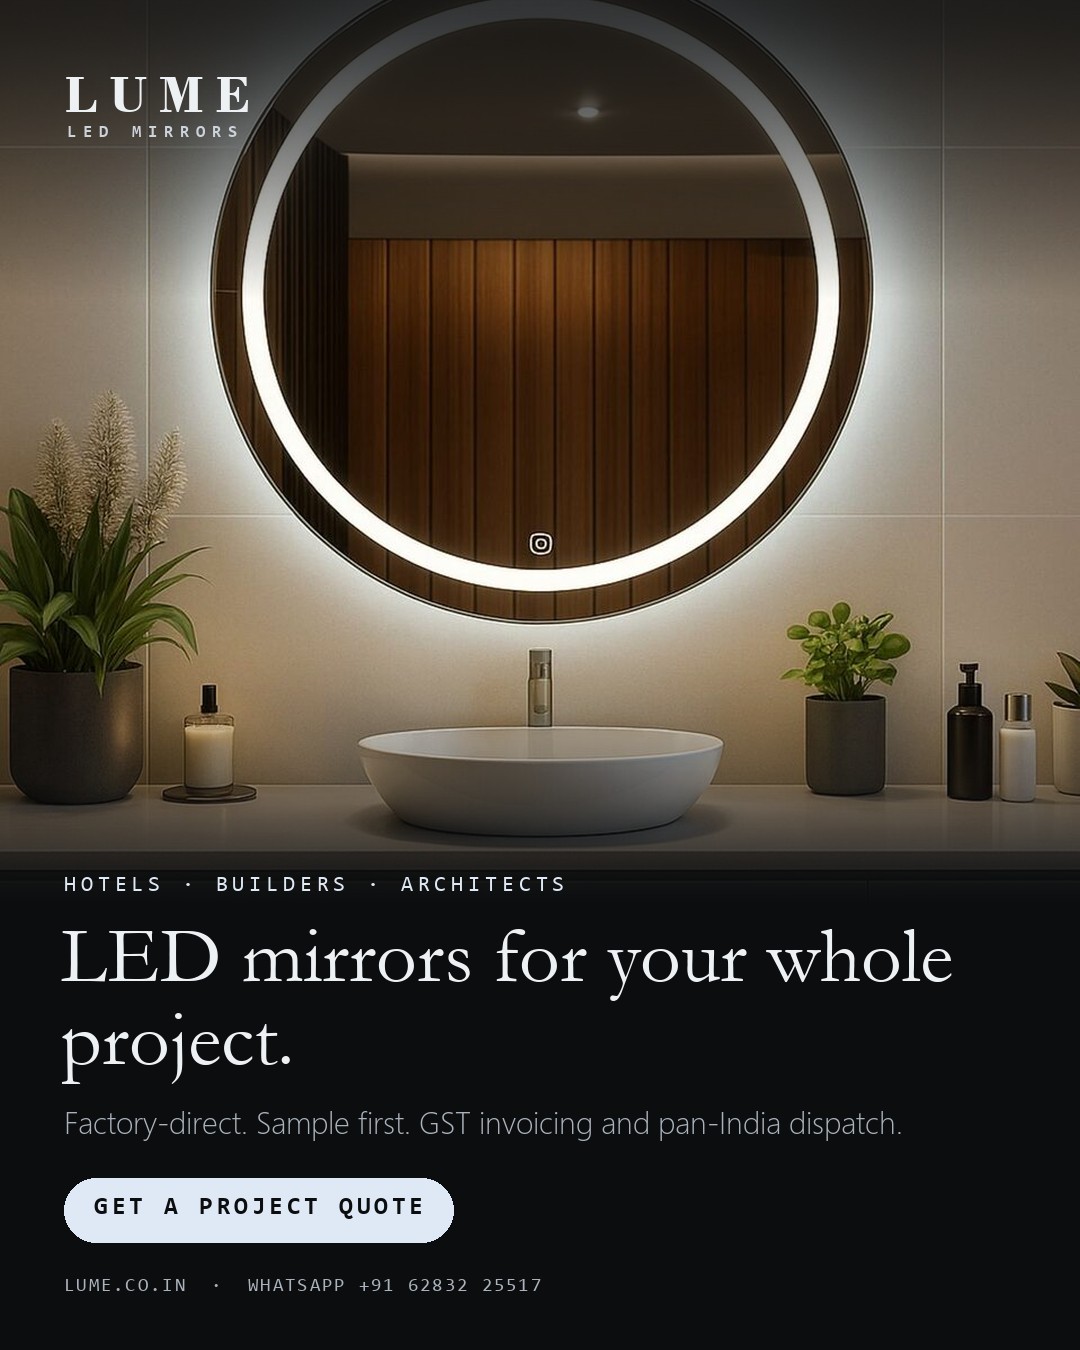 LUME
LED MIRRORS
HOTELS · BUILDERS · ARCHITECTS
LED mirrors for your whole
project.
Factory-direct. Sample first. GST invoicing and pan-India dispatch.
GET A PROJECT QUOTE
LUME.CO.IN · WHATSAPP +91 62832 25517